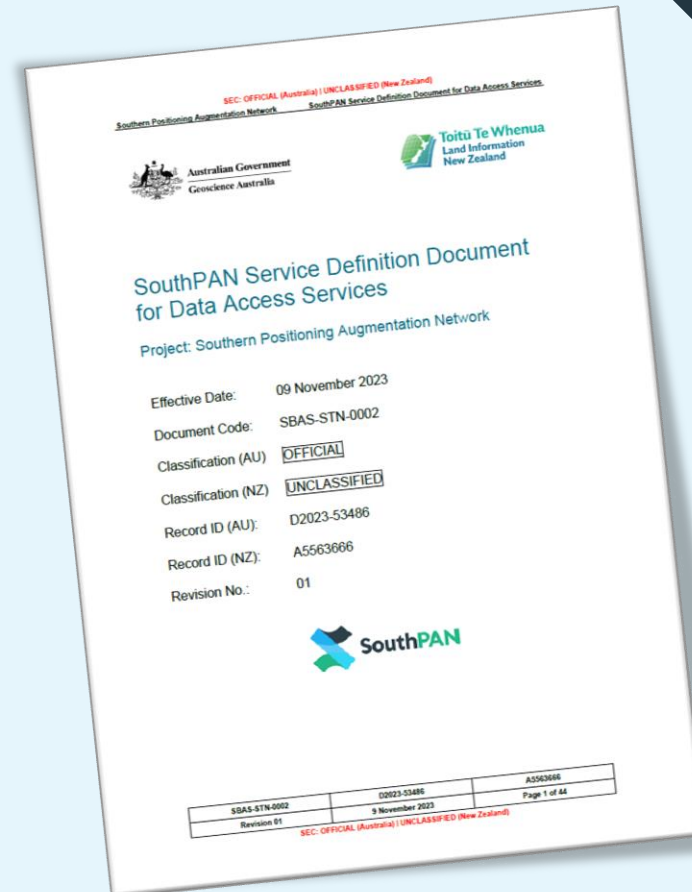 SEC: OFFICIAL (Australia) | UNCLASSIFIED (New Zealand)
Southern Positioning Augmentation Network SouthPAN Service Definition Document for Data Access Services
Australian Government
Geoscience Australia
Toitū Te Whenua
Land Information
New Zealand
SouthPAN Service Definition Document
for Data Access Services
Project: Southern Positioning Augmentation Network
Effective Date: 09 November 2023
Document Code: SBAS-STN-0002
Classification (AU) OFFICIAL
Classification (NZ) UNCLASSIFIED
Record ID (AU): D2023-53486
Record ID (NZ): A5563666
Revision No.: 01
SouthPAN
SBAS-STN-0002 D2023-53486 A5563666
Revision 01 9 November 2023 Page 1 of 44
SEC: OFFICIAL (Australia) | UNCLASSIFIED (New Zealand)